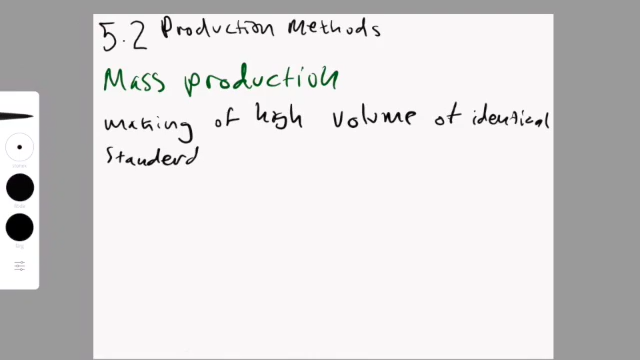 5.2 Production Methods
Mass production
making of high volume of identical
Standerd